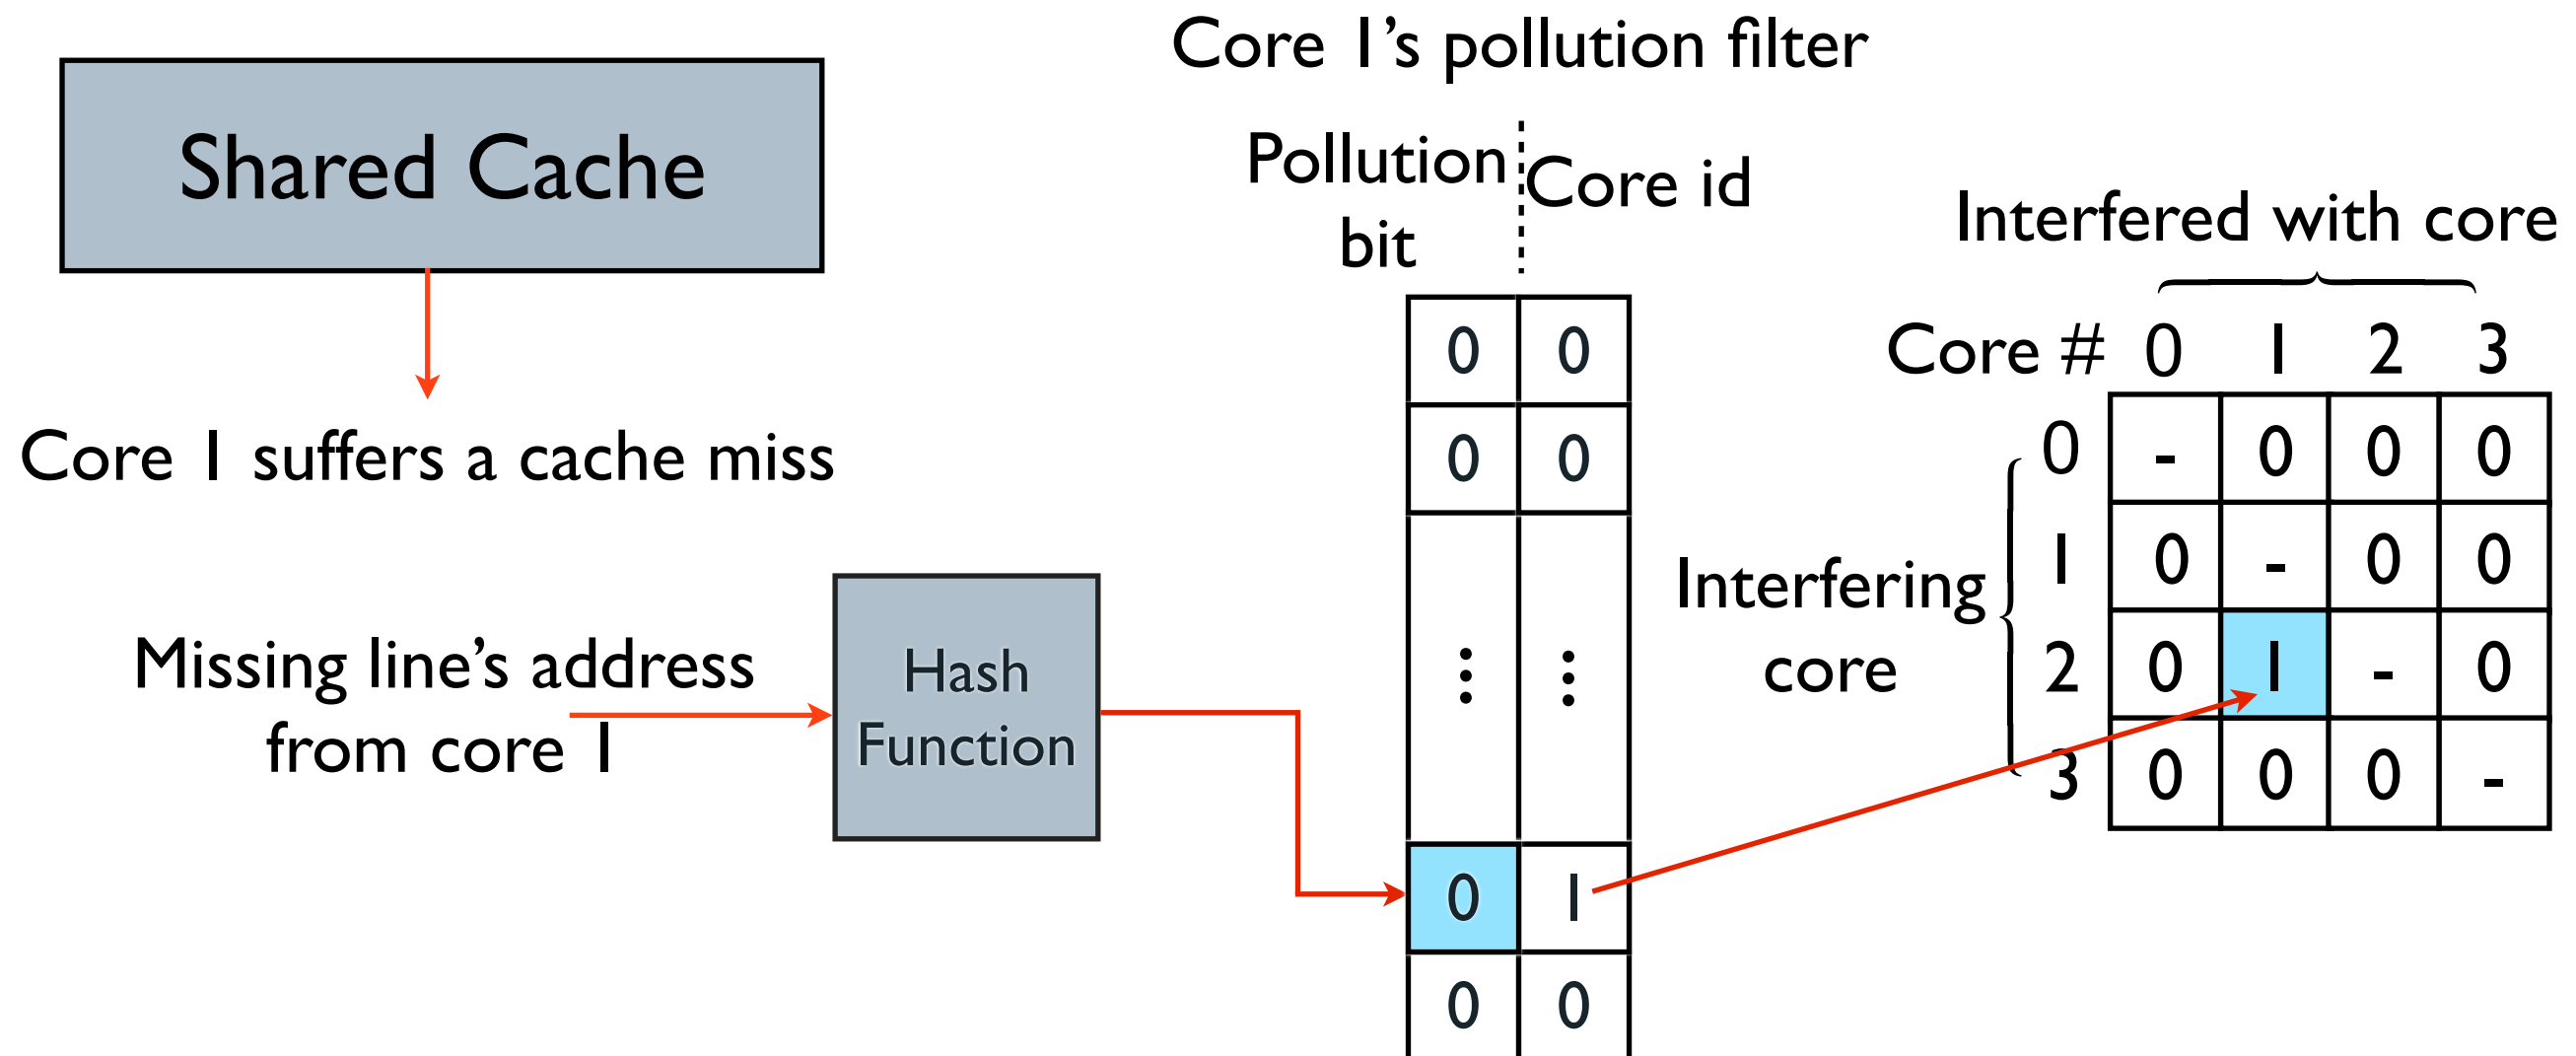 Core 1's pollution filter
Shared Cache
Pollution
bit
Core id
Interfered with core
Core # 0 1 2 3
0 - 0 0 0
1 0 - 0 0
2 0 1 - 0
3 0 0 0 -
Interfering
core
Core 1 suffers a cache miss
Missing line's address
from core 1
Hash
Function
0 0
0 0
0 1
0 0